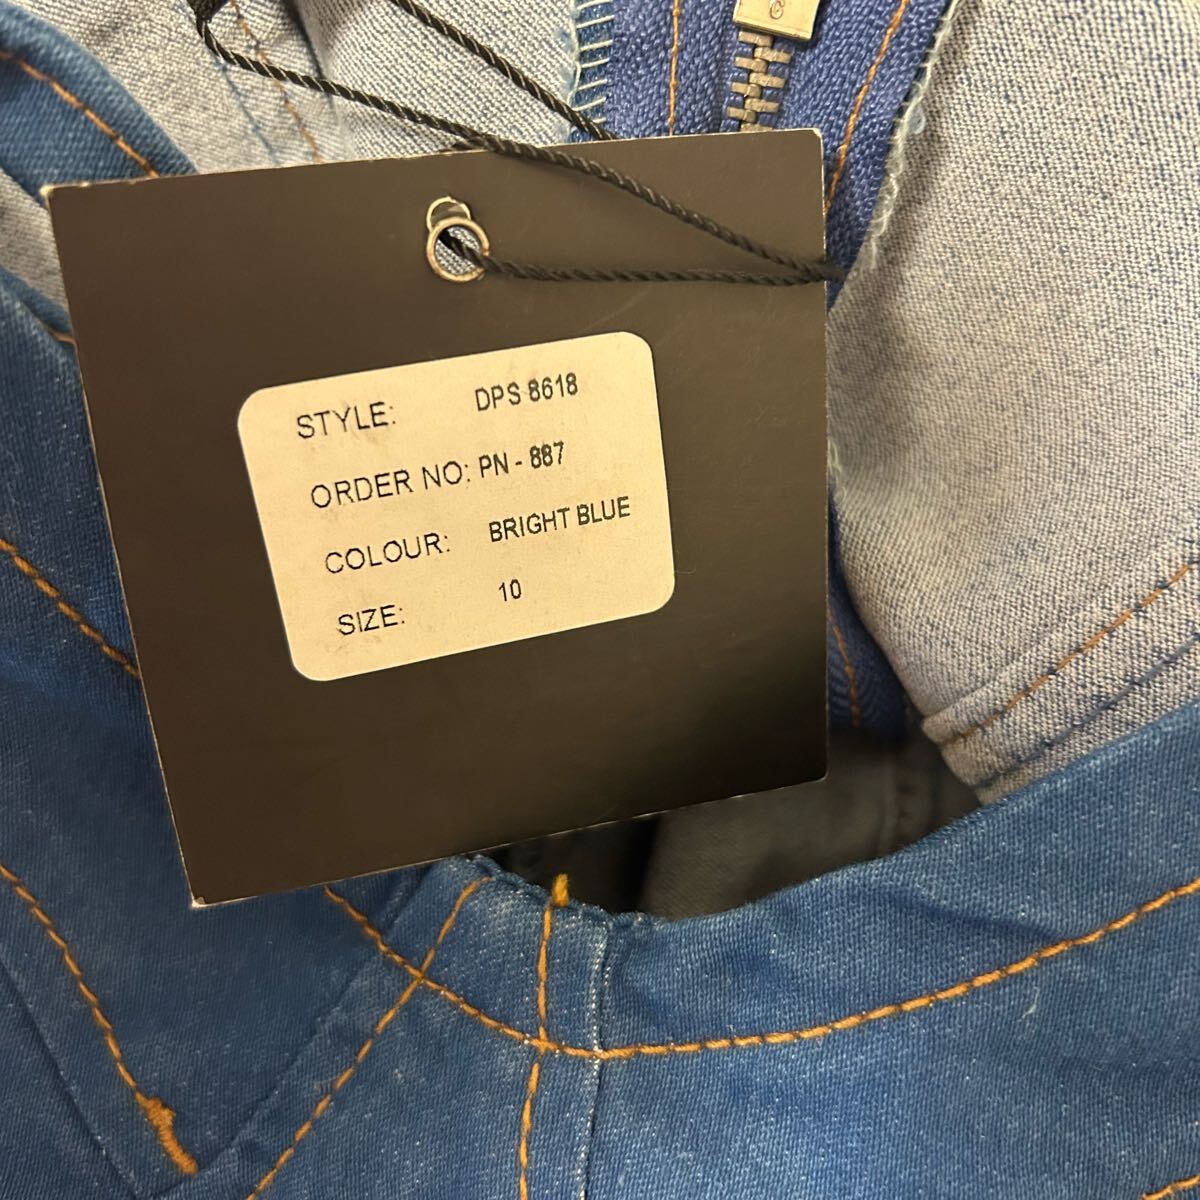 STYLE: DPS 8618
ORDER NO: PN - 887
COLOUR: BRIGHT BLUE
SIZE: 10